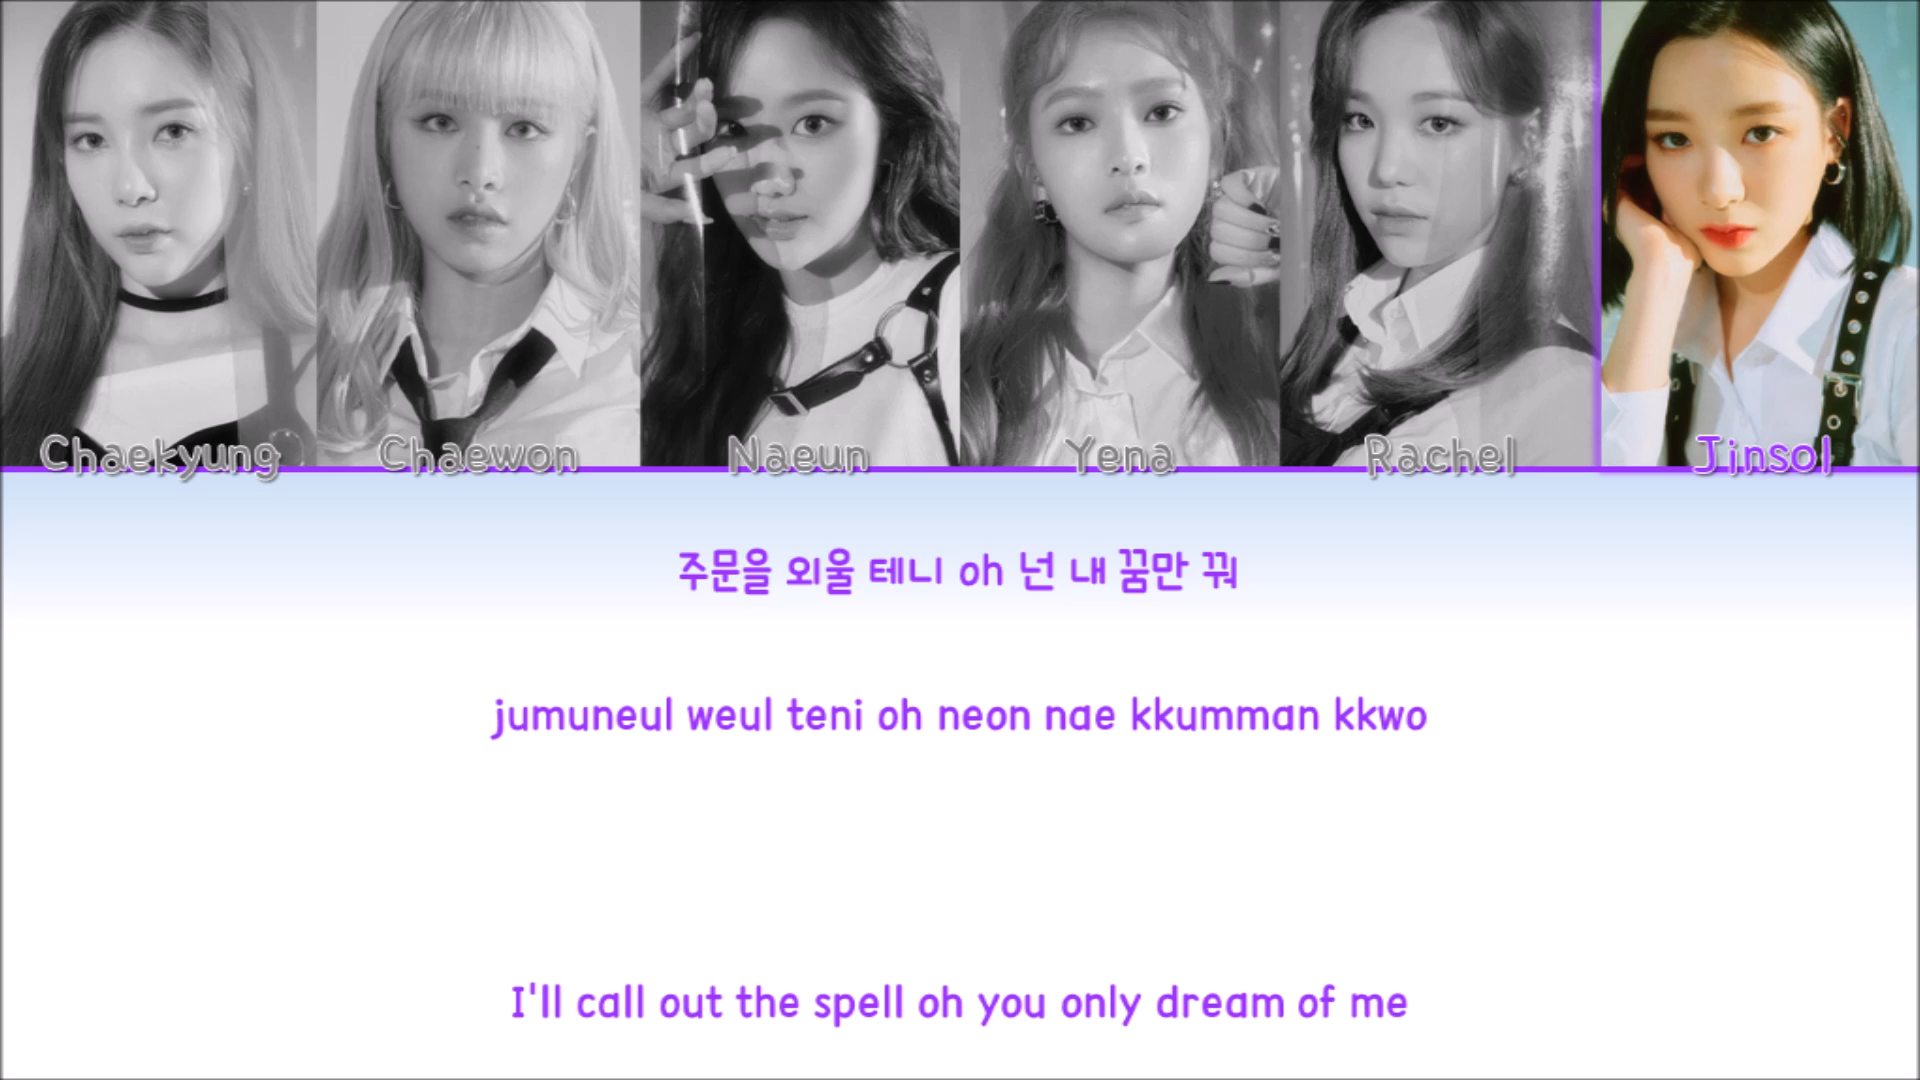 Chaekyung Chaewon Naeun Yena Rachel Jinsol
주문을 외울 테니 oh 넌 내 꿈만 꿔
jumuneul weul teni oh neon nae kkumman kkwo
I'll call out the spell oh you only dream of me